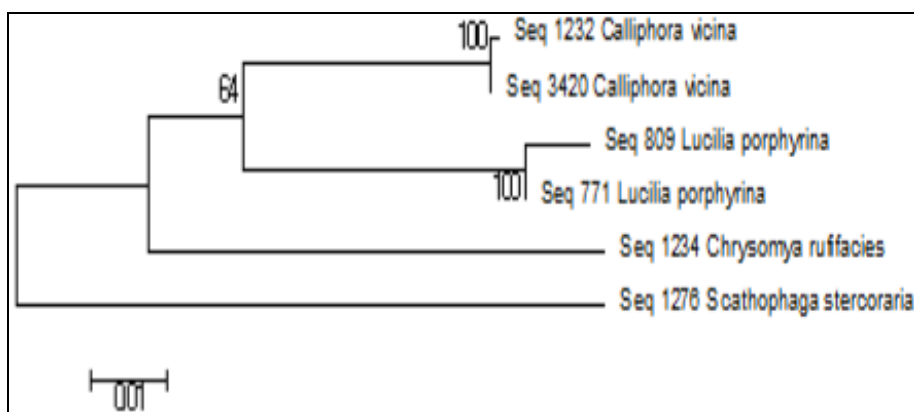 100
Seq 1232 Calliphora vicina
64
Seq 3420 Calliphora vicina
Seq 809 Lucilia porphyrina
100
Seq 771 Lucilia porphyrina
Seq 1234 Chrysomya ruffacies
Seq 1276 Scathophaga stercoraria
0.01